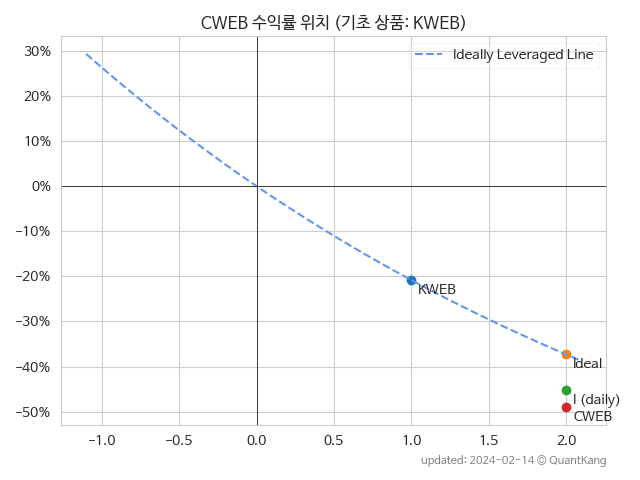 CWEB 수익률 위치 (기초 상품: KWEB)
Ideally Leveraged Line
30%
20%
10%
0%
−10%
−20%
−30%
−40%
−50%
KWEB
Ideal
I (daily)
CWEB
−1.0
−0.5
0.0
0.5
1.0
1.5
2.0
updated: 2024-02-14 © QuantKang